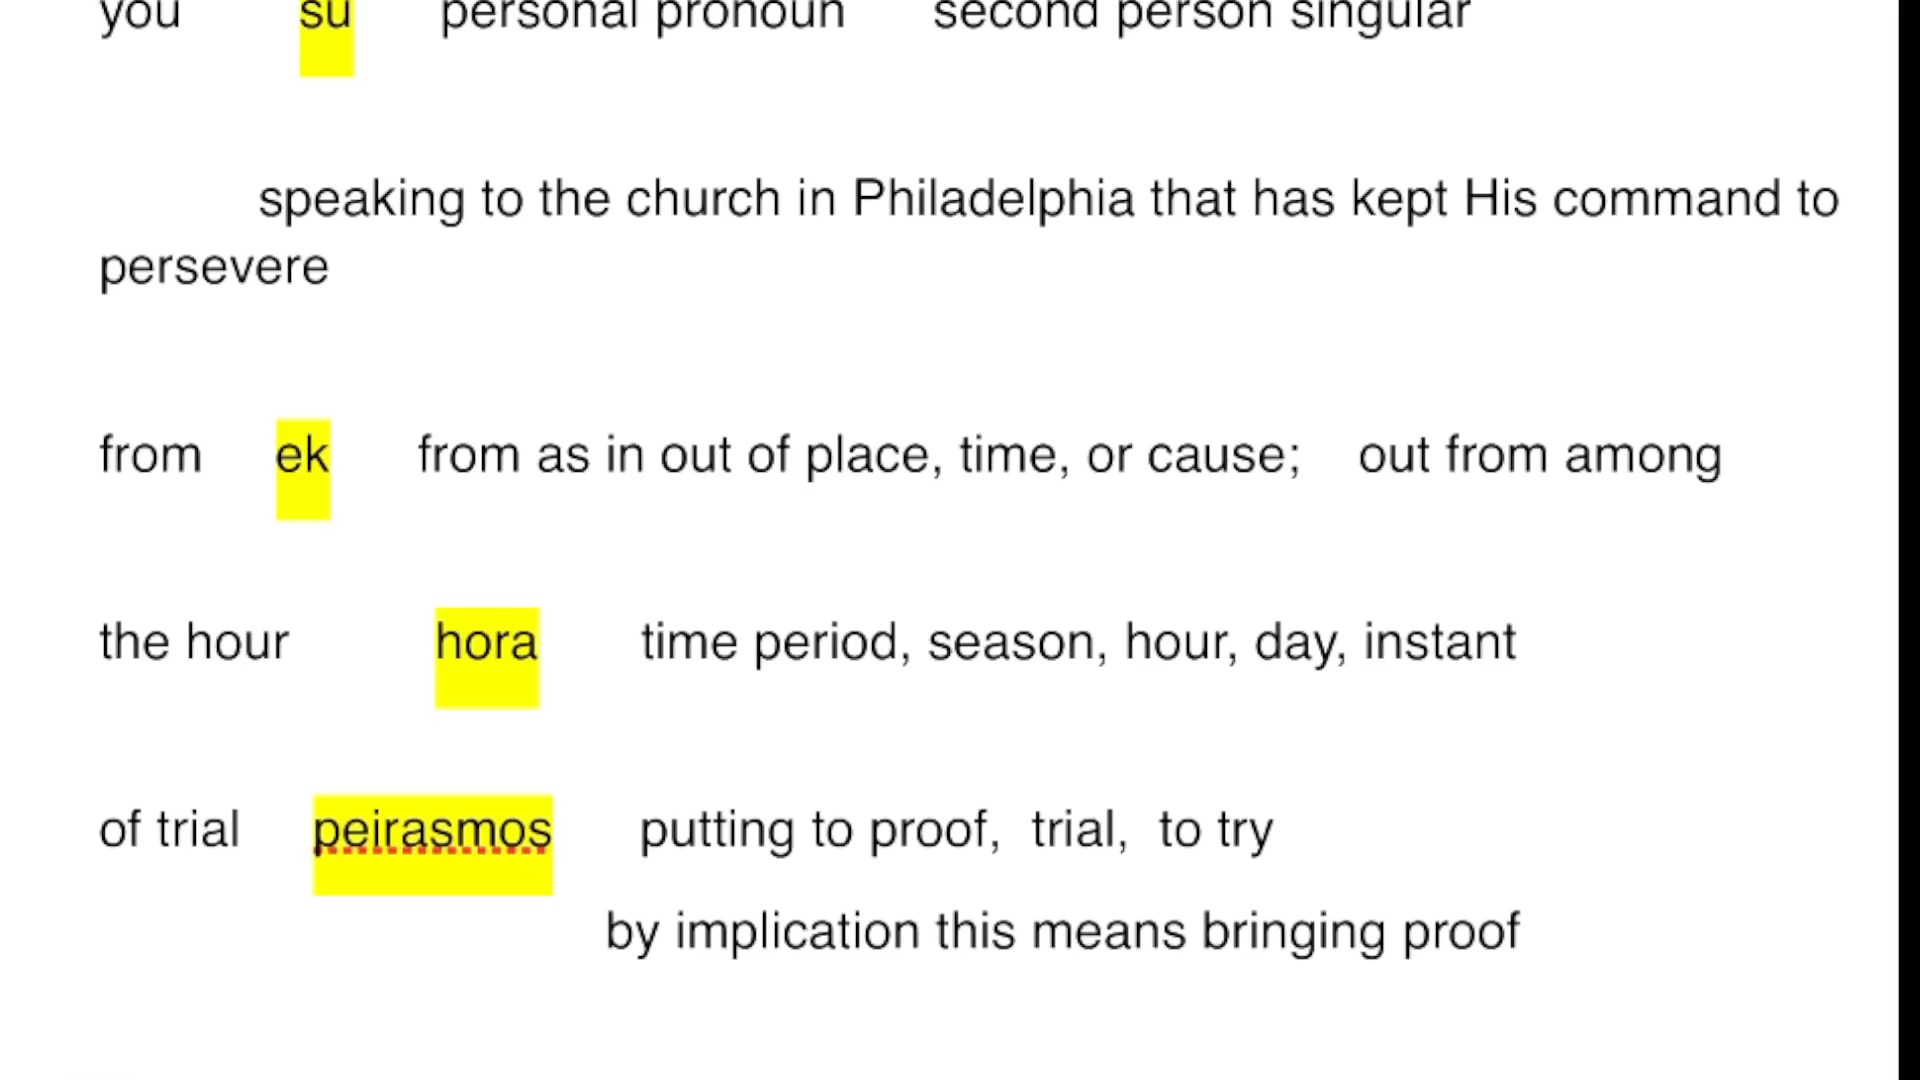 you su personal pronoun second person singular
speaking to the church in Philadelphia that has kept His command to
persevere
from ek from as in out of place, time, or cause; out from among
the hour hora time period, season, hour, day, instant
of trial peirasmos putting to proof, trial, to try
by implication this means bringing proof